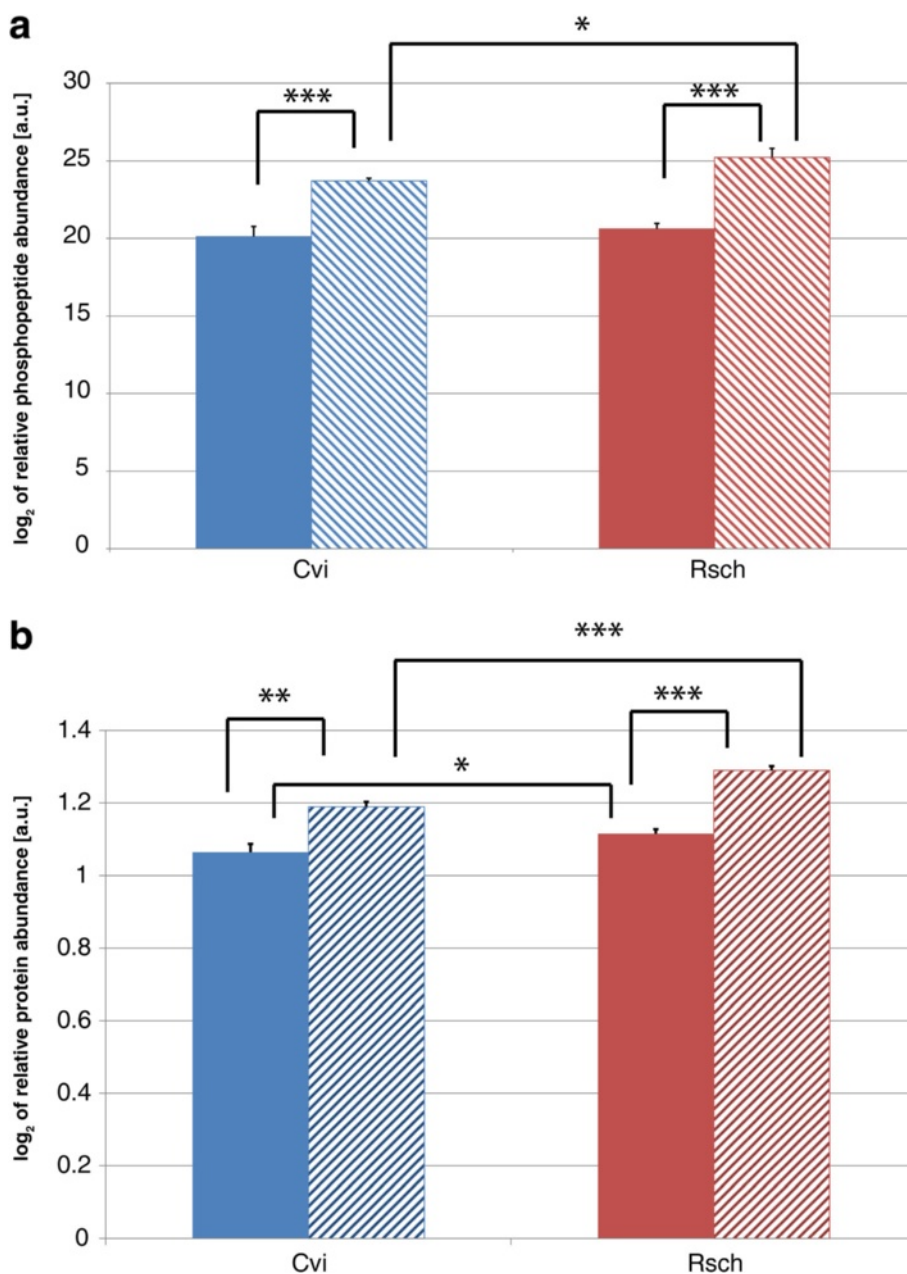 a
*
***
***
log2 of relative phosphopeptide abundance [a.u.]
30
25
20
15
10
5
0
Cvi
Rsch
b
***
**
***
*
log2 of relative protein abundance [a.u.]
1.4
1.2
1
0.8
0.6
0.4
0.2
0
Cvi
Rsch